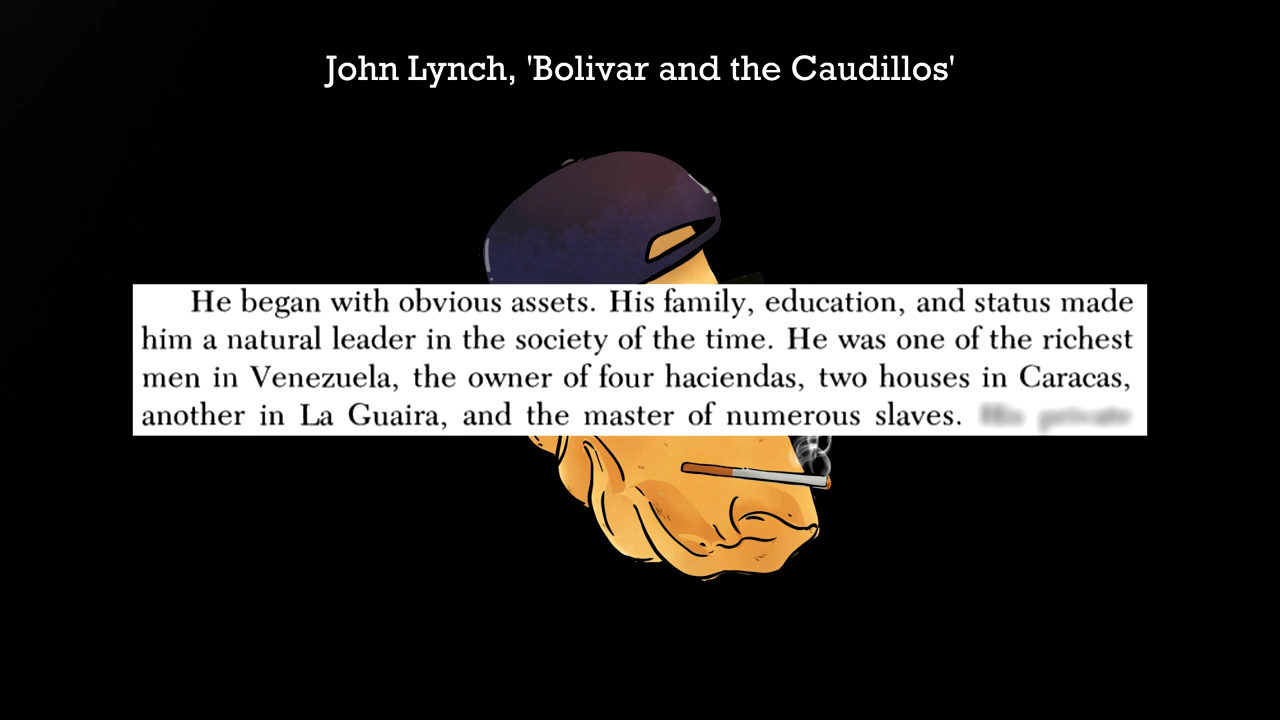 John Lynch, 'Bolivar and the Caudillos'
He began with obvious assets. His family, education, and status made
him a natural leader in the society of the time. He was one of the richest
men in Venezuela, the owner of four haciendas, two houses in Caracas,
another in La Guaira, and the master of numerous slaves.